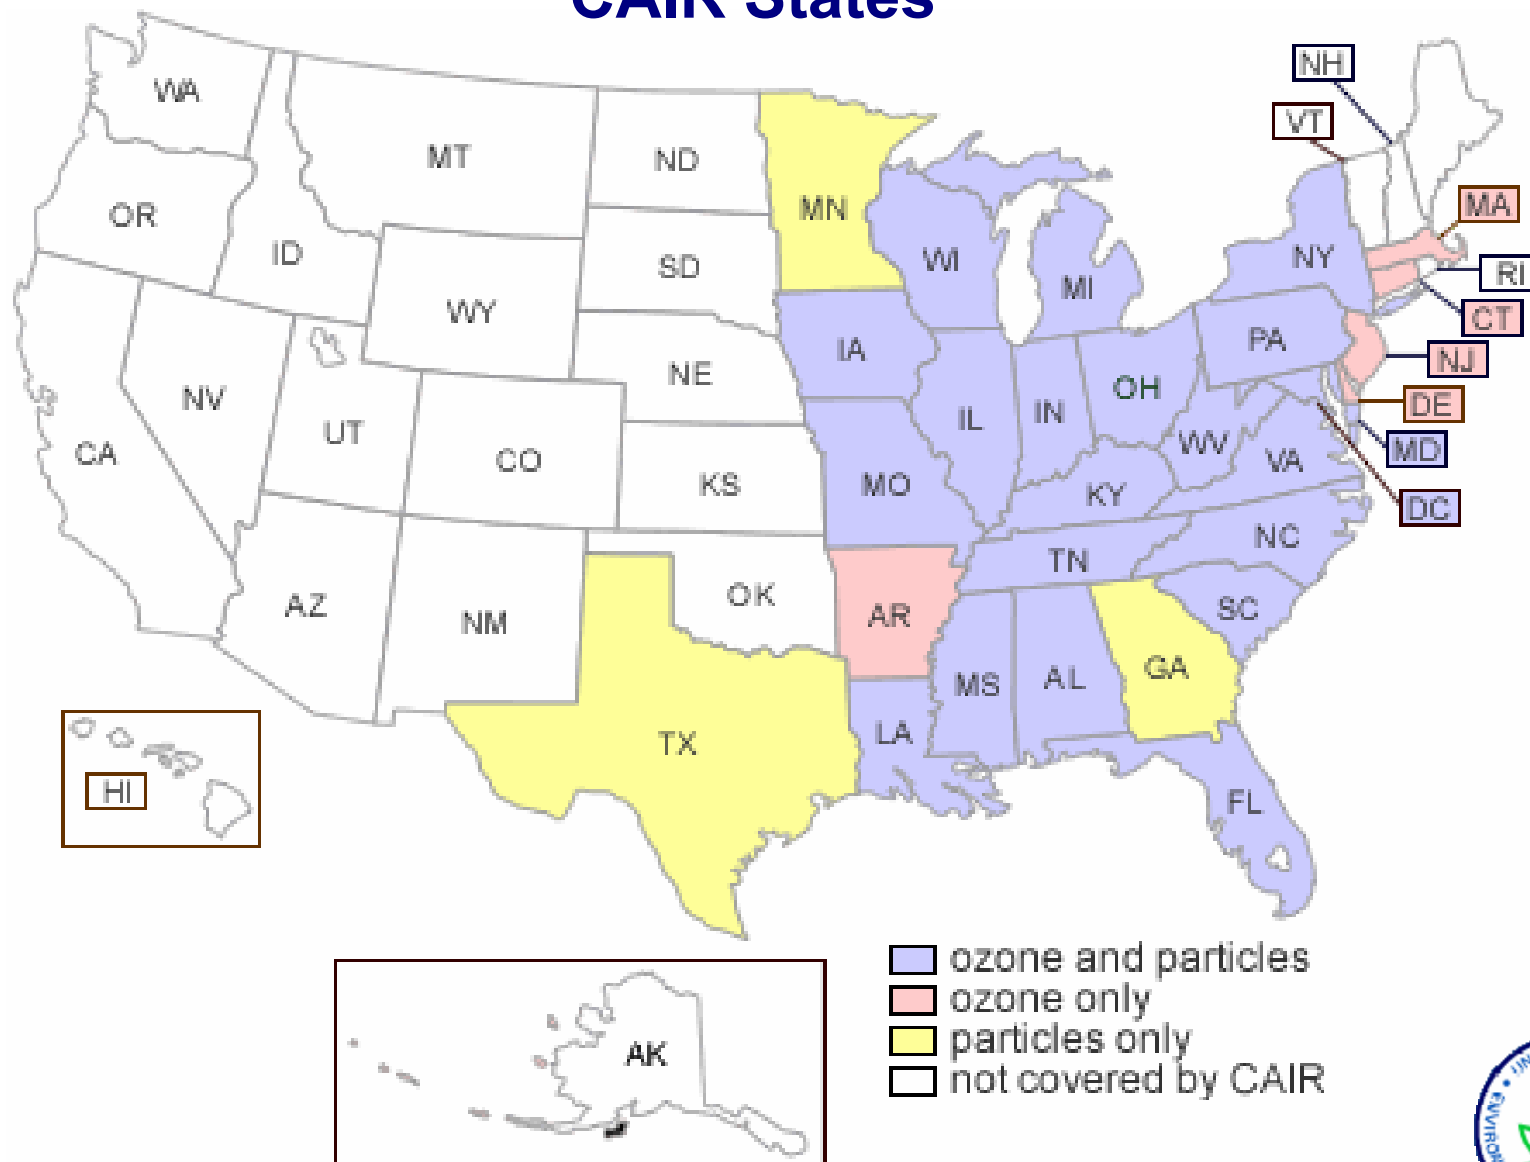 CAIR States
WA
MT
ND
MN
OR
ID
SD
WI
MI
NY
NH
VT
MA
RI
CT
NJ
DE
MD
DC
WY
NE
IA
PA
NV
UT
CO
KS
MO
IL
IN
OH
WV
VA
KY
CA
AZ
NM
OK
AR
TN
NC
SC
MS
AL
GA
TX
LA
FL
HI
AK
ozone and particles
ozone only
particles only
not covered by CAIR